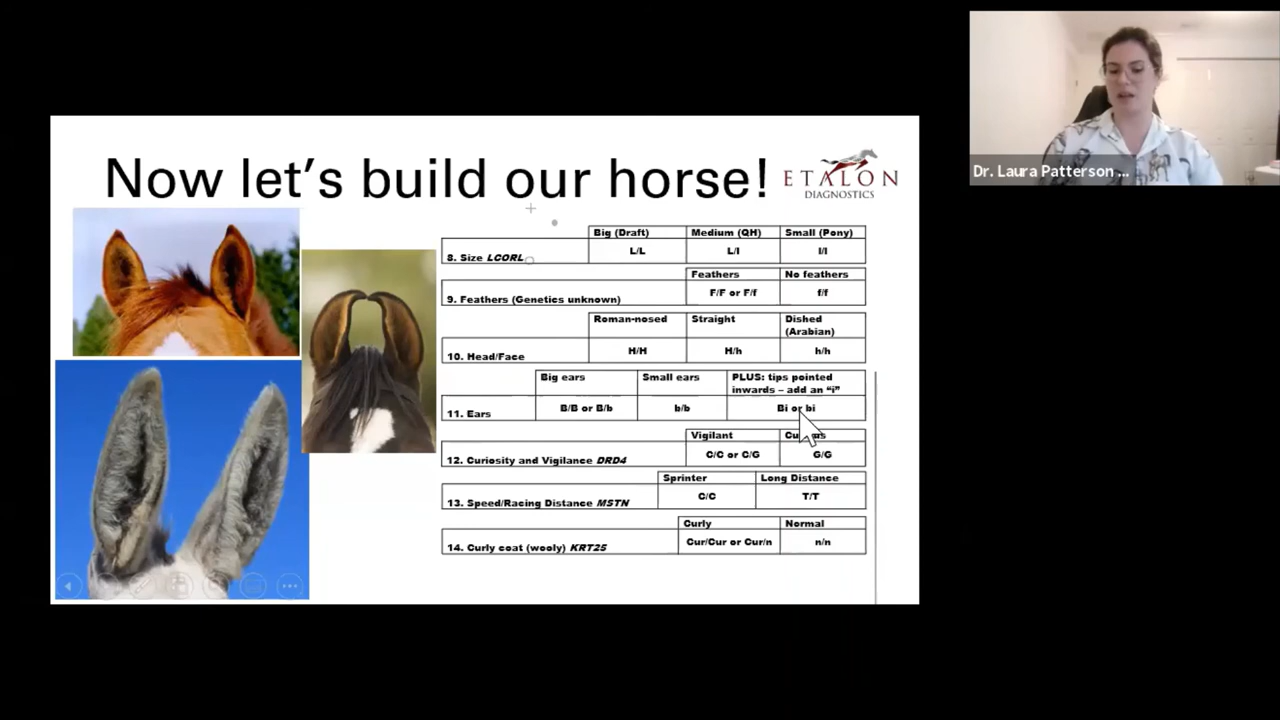 Now let's build our horse!
ETALON
DIAGNOSTICS
Dr. Laura Patterson ...
Big (Draft) Medium (QH) Small (Pony)
8. Size LCORL L/L L/l l/l
Feathers No feathers
9. Feathers (Genetics unknown) F/F or F/f f/f
Roman-nosed Straight Dished
(Arabian)
10. Head/Face H/H H/h h/h
Big ears Small ears PLUS: tips pointed
inwards – add an "i"
11. Ears B/B or B/b b/b Bi or bi
Vigilant
12. Curiosity and Vigilance DRD4 C/C or C/G G/G
Sprinter Long Distance
13. Speed/Racing Distance MSTN C/C T/T
Curly Normal
14. Curly coat (wooly) KRT25 Cur/Cur or Cur/n n/n